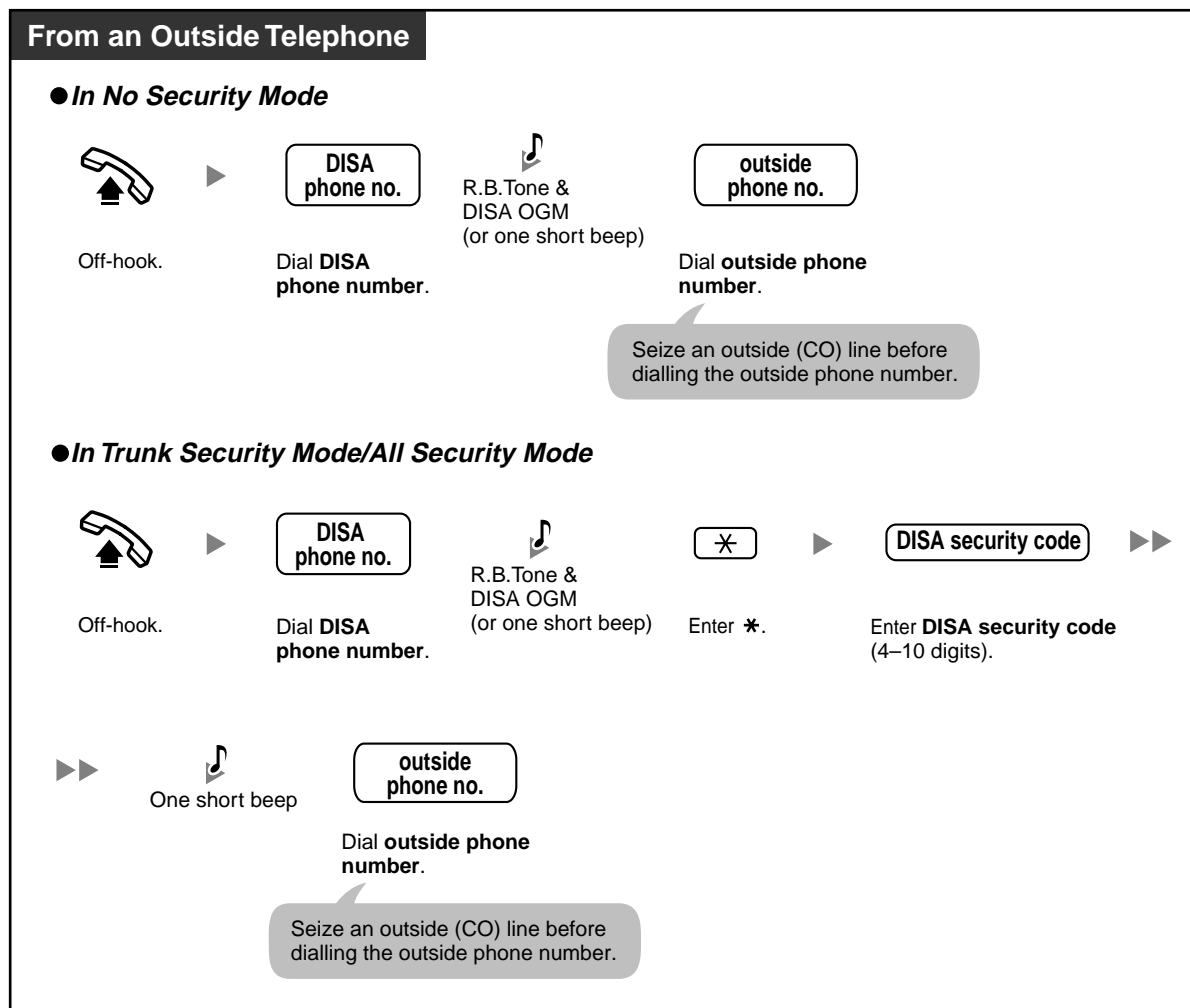 From an Outside Telephone
●In No Security Mode
DISA
phone no.
R.B.Tone &
DISA OGM
(or one short beep)
outside
phone no.
Off-hook.
Dial DISA
phone number.
Dial outside phone
number.
Seize an outside (CO) line before
dialling the outside phone number.
●In Trunk Security Mode/All Security Mode
DISA
phone no.
R.B.Tone &
DISA OGM
(or one short beep)
*
DISA security code
Off-hook.
Dial DISA
phone number.
Enter *.
Enter DISA security code
(4–10 digits).
One short beep
outside
phone no.
Dial outside phone
number.
Seize an outside (CO) line before
dialling the outside phone number.